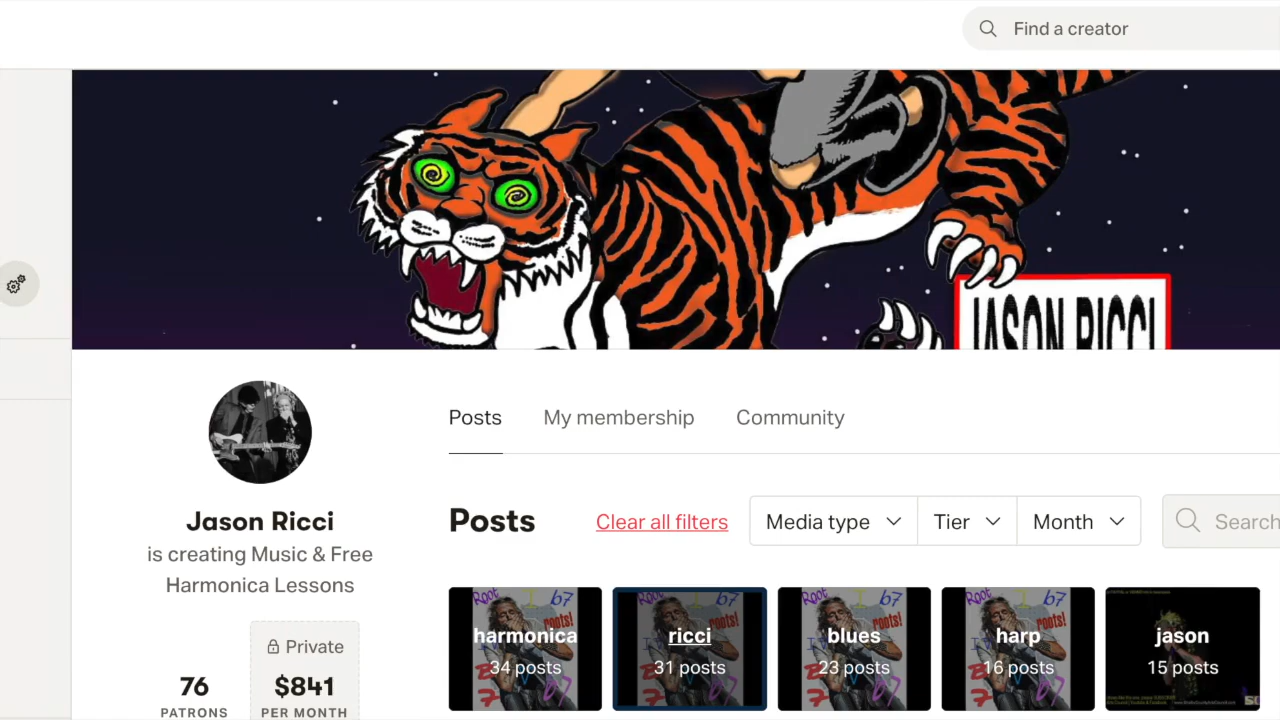 Find a creator
JASON RICCI
Posts
My membership
Community
Jason Ricci
is creating Music & Free
Harmonica Lessons
Private
76
PATRONS
$841
PER MONTH
Posts
Clear all filters
Media type
Tier
Month
Search
harmonica
34 posts
ricci
31 posts
blues
23 posts
harp
16 posts
jason
15 posts